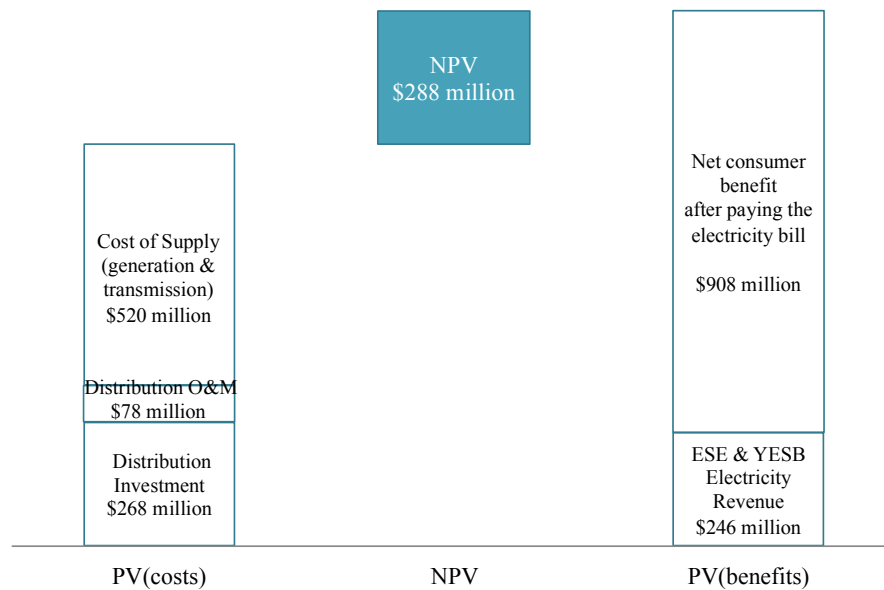 NPV
$288 million
Net consumer
benefit
after paying the
electricity bill
$908 million
Cost of Supply
(generation &
transmission)
$520 million
Distribution O&M
$78 million
Distribution
Investment
$268 million
ESE & YESB
Electricity
Revenue
$246 million
PV(costs)
NPV
PV(benefits)